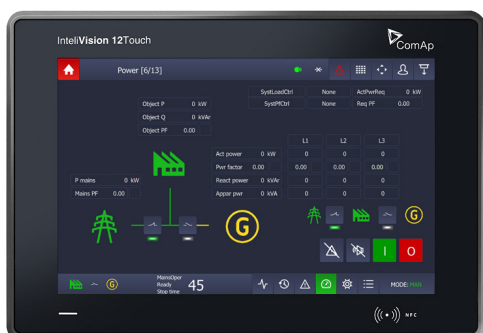 InteliVision 12Touch
ComAp
Power [6/13]
SystLoadCtrl None ActPwrReq 0 kW
SystPfCtrl None Req PF 0.00
Object P 0 kW
Object Q 0 kVAr
Object PF 0.00
L1 L2 L3
Act power 0 kW 0 0 0
Pwr factor 0.00 0.00 0.00 0.00
React power 0 kVAr 0 0 0
Appar pwr 0 kVA 0 0 0
P mains 0 kW
Mains PF 0.00
G
G
I O
G
MainsOper
Ready
Stop time 45
MODE: MAN
NFC